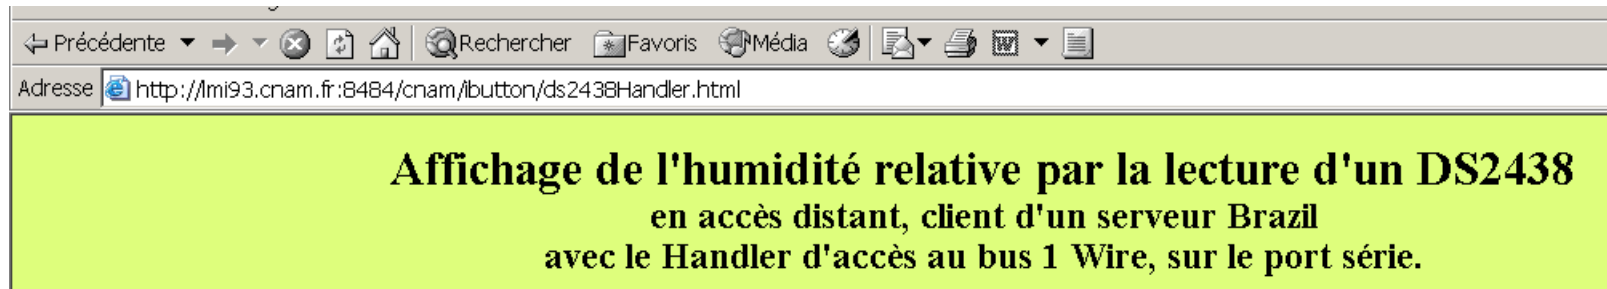 Précédente Rechercher Favoris Média
Adresse http://lmi93.cnam.fr:8484/cnam/ibutton/ds2438Handler.html
Affichage de l'humidité relative par la lecture d'un DS2438
en accès distant, client d'un serveur Brazil
avec le Handler d'accès au bus 1 Wire, sur le port série.